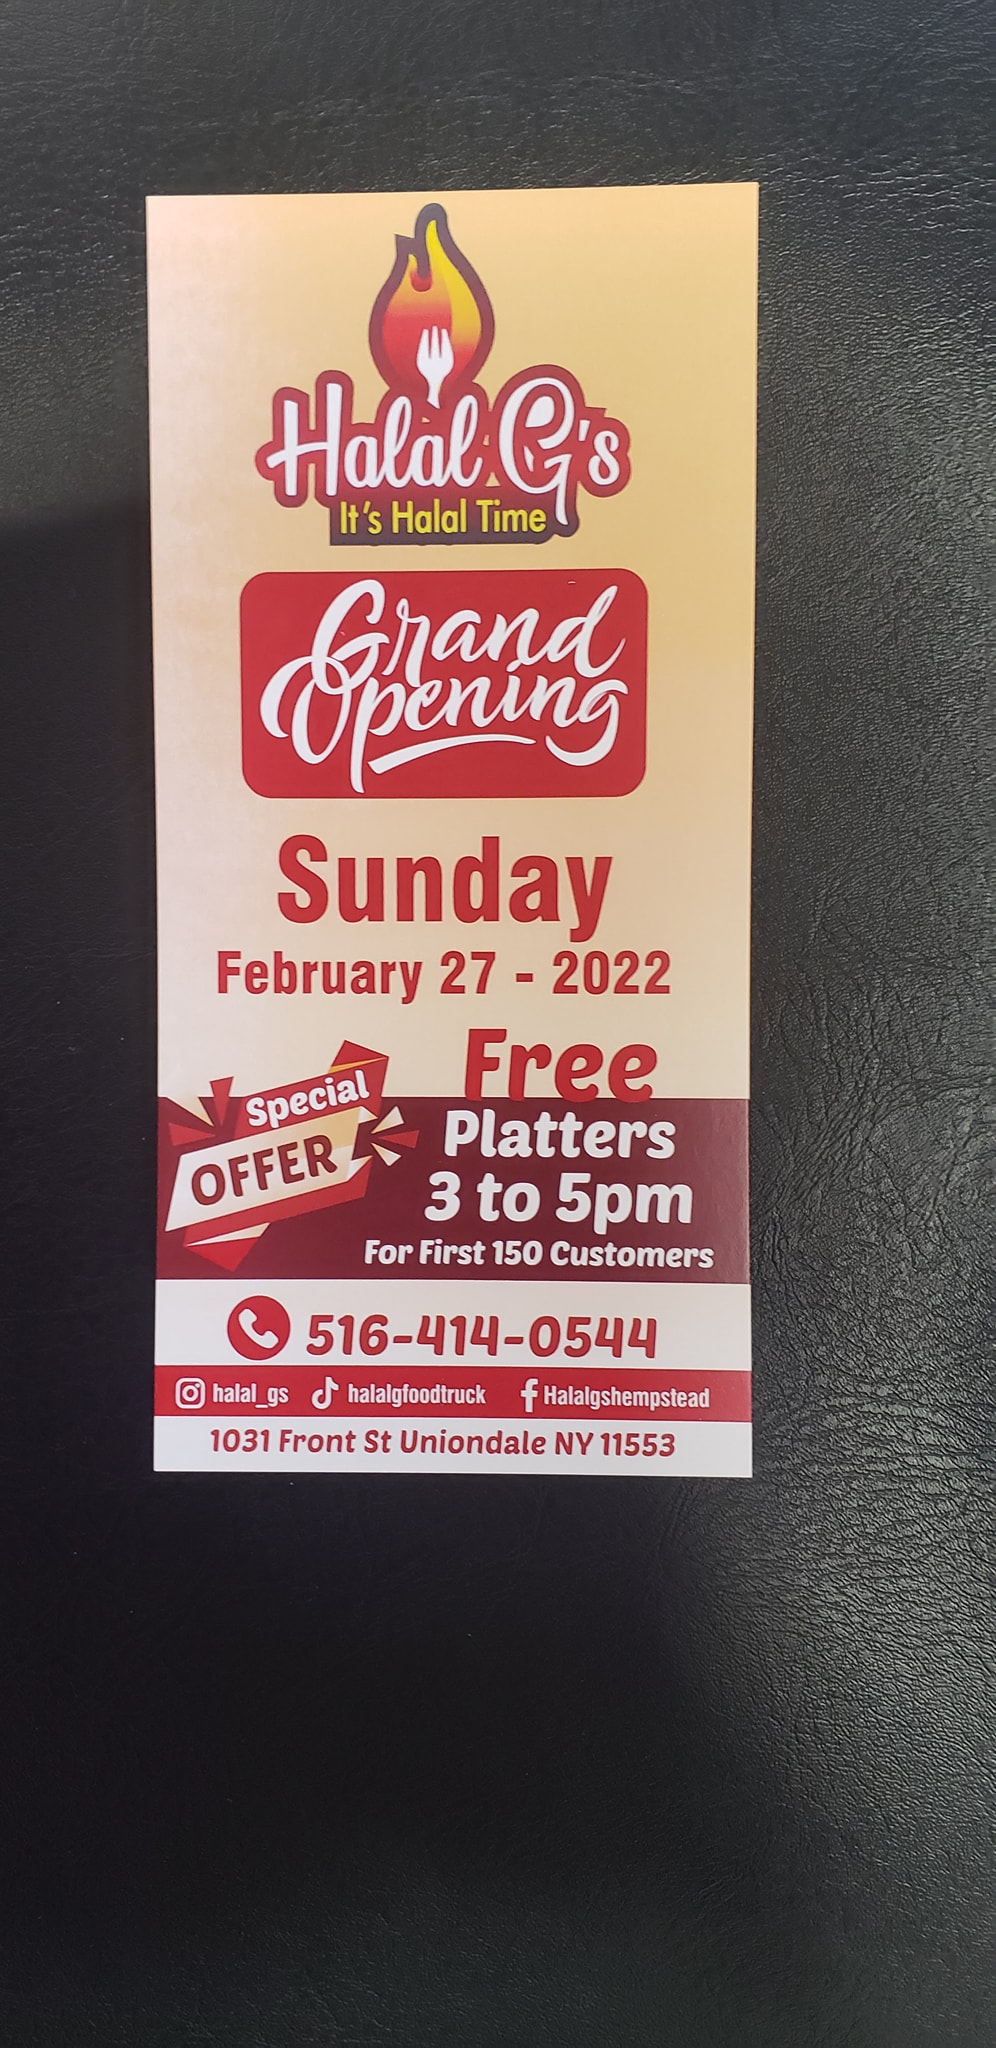 Halal G's
It's Halal Time
Grand
Opening
Sunday
February 27 - 2022
Special
OFFER
Free
Platters
3 to 5pm
For First 150 Customers
516-414-0544
halal_gs halalgfoodtruck Halalgshempstead
1031 Front St Uniondale NY 11553